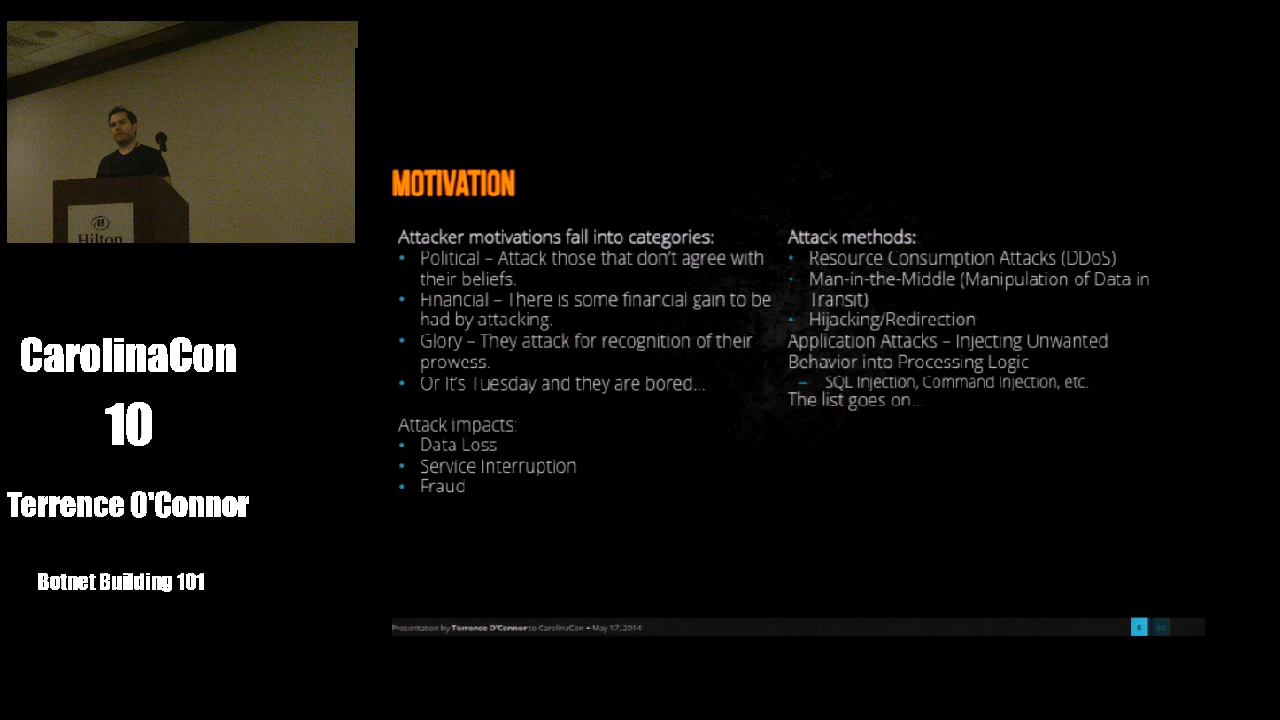 Hilton
CarolinaCon
10
Terrence O'Connor
Botnet Building 101
MOTIVATION
Attacker motivations fall into categories:
• Political – Attack those that don't agree with
their beliefs.
• Financial – There is some financial gain to be
had by attacking.
• Glory – They attack for recognition of their
prowess.
• Or It's Tuesday and they are bored...
Attack impacts:
• Data Loss
• Service Interruption
• Fraud
Attack methods:
• Resource Consumption Attacks (DDoS)
• Man-in-the-Middle (Manipulation of Data in
Transit)
• Hijacking/Redirection
Application Attacks – Injecting Unwanted
Behavior into Processing Logic
– SQL Injection, Command Injection, etc.
The list goes on...
Presentation by Terrence O'Connor to CarolinaCon • May 17, 2014